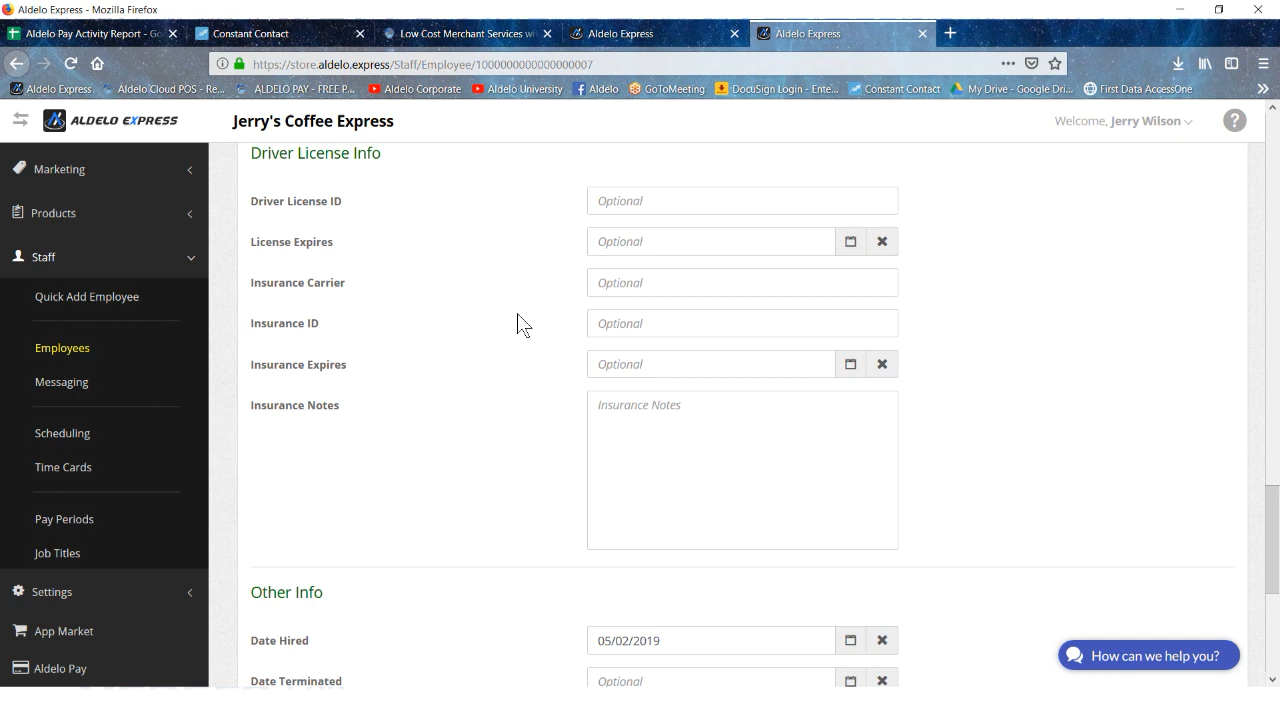 Aldelo Express - Mozilla Firefox
Aldelo Pay Activity Report - Go
Constant Contact
Low Cost Merchant Services wit
Aldelo Express
Aldelo Express
https://store.aldelo.express/Staff/Employee/1000000000000000007
Aldelo Express
Aldelo Cloud POS - Re...
ALDELO PAY - FREE P...
Aldelo Corporate
Aldelo University
Aldelo
GoToMeeting
DocuSign Login - Ente...
Constant Contact
My Drive - Google Dri...
First Data AccessOne
ALDELO EXPRESS
Jerry's Coffee Express
Welcome, Jerry Wilson
Marketing
Products
Staff
Quick Add Employee
Employees
Messaging
Scheduling
Time Cards
Pay Periods
Job Titles
Settings
App Market
Aldelo Pay
Driver License Info
Driver License ID Optional
License Expires Optional
Insurance Carrier Optional
Insurance ID Optional
Insurance Expires Optional
Insurance Notes Insurance Notes
Other Info
Date Hired 05/02/2019
Date Terminated Optional
How can we help you?